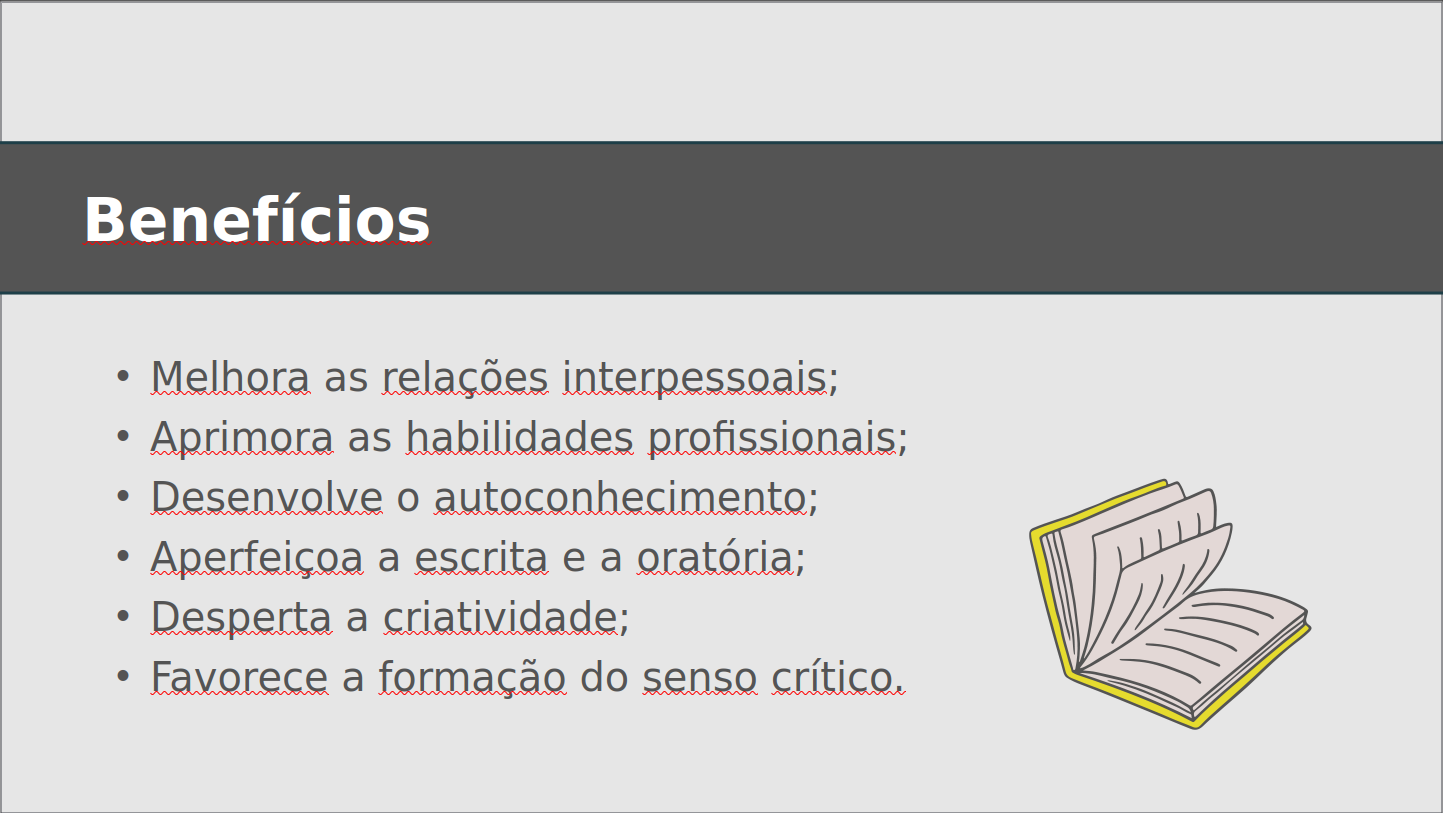 Benefícios
• Melhora as relações interpessoais;
• Aprimora as habilidades profissionais;
• Desenvolve o autoconhecimento;
• Aperfeiçoa a escrita e a oratória;
• Desperta a criatividade;
• Favorece a formação do senso crítico.